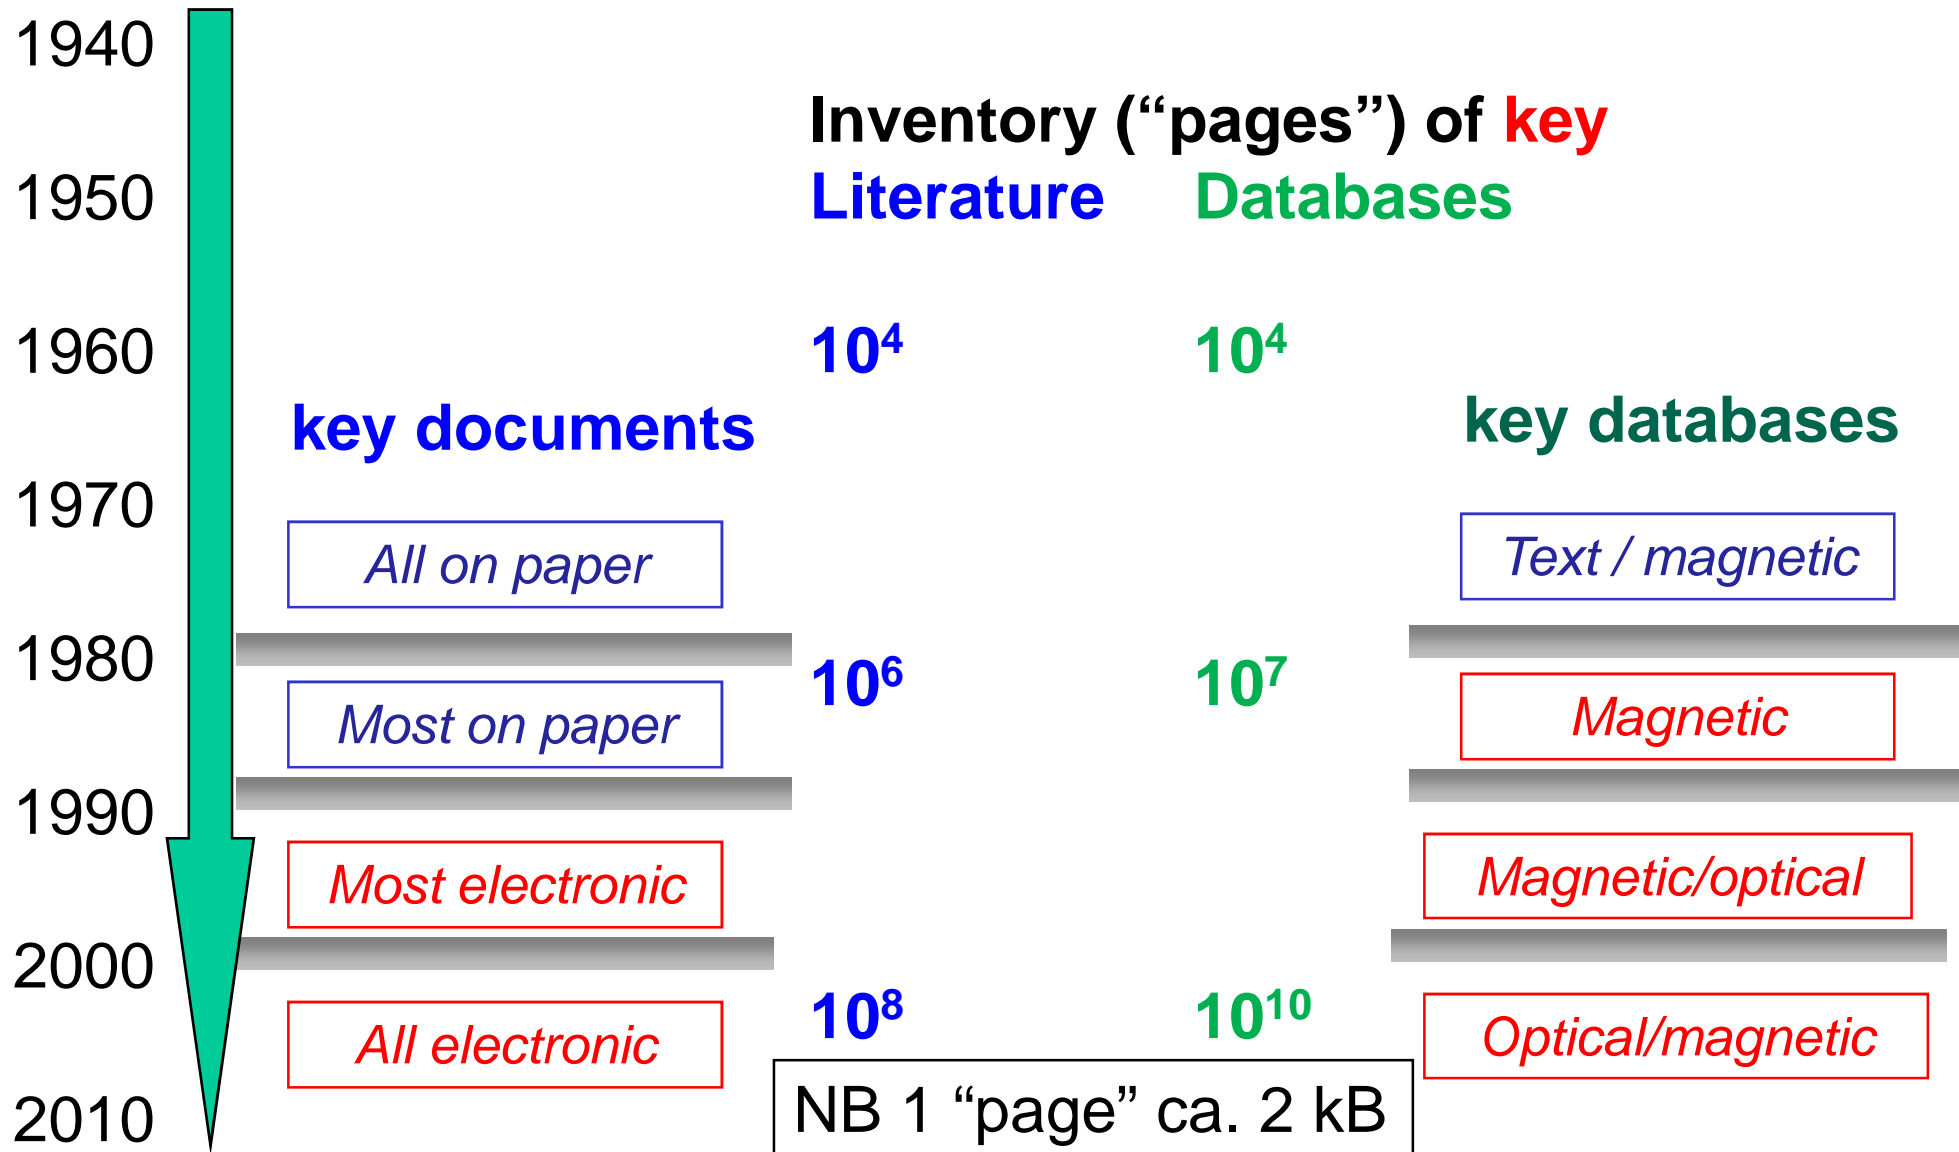 1940
Inventory (“pages”) of key
1950
Literature Databases
1960
10⁴ 10⁴
key documents
key databases
1970
All on paper
Text / magnetic
1980
10⁶ 10⁷
Most on paper
Magnetic
1990
Most electronic
Magnetic/optical
2000
10⁸ 10¹⁰
All electronic
Optical/magnetic
2010
NB 1 “page” ca. 2 kB